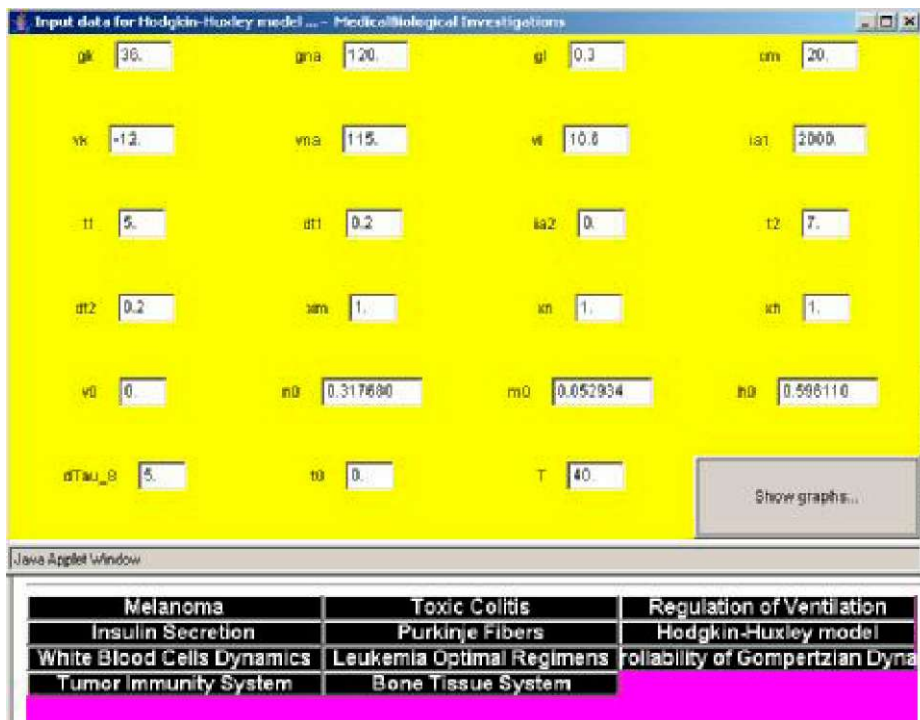 Input data for Hodgkin-Huxley model ... - MedicalBiological Investigations
gk 36. gna 120. gl 0.3 cm 20.
vk -12. vna 115. vl 10.6 ia1 2000.
t1 5. dt1 0.2 iia2 0. t2 7.
dt2 0.2 xm 1. xn 1. xh 1.
v0 0. n0 0.317680 m0 0.052934 h0 0.596110
dTau_8 5. t0 0. T 40.
Show graphs...
Java Applet Window
Melanoma Toxic Colitis Regulation of Ventilation
Insulin Secretion Purkinje Fibers Hodgkin-Huxley model
White Blood Cells Dynamics Leukemia Optimal Regimens rollability of Gompertzian Dyna
Tumor Immunity System Bone Tissue System